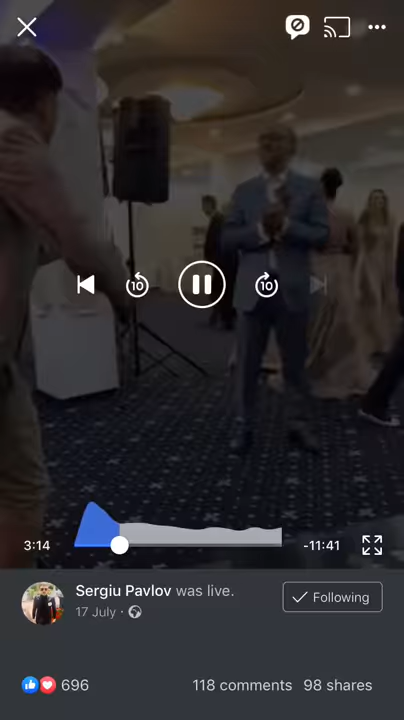 10
10
3:14
-11:41
Sergiu Pavlov was live.
17 July ·
Following
696
118 comments 98 shares